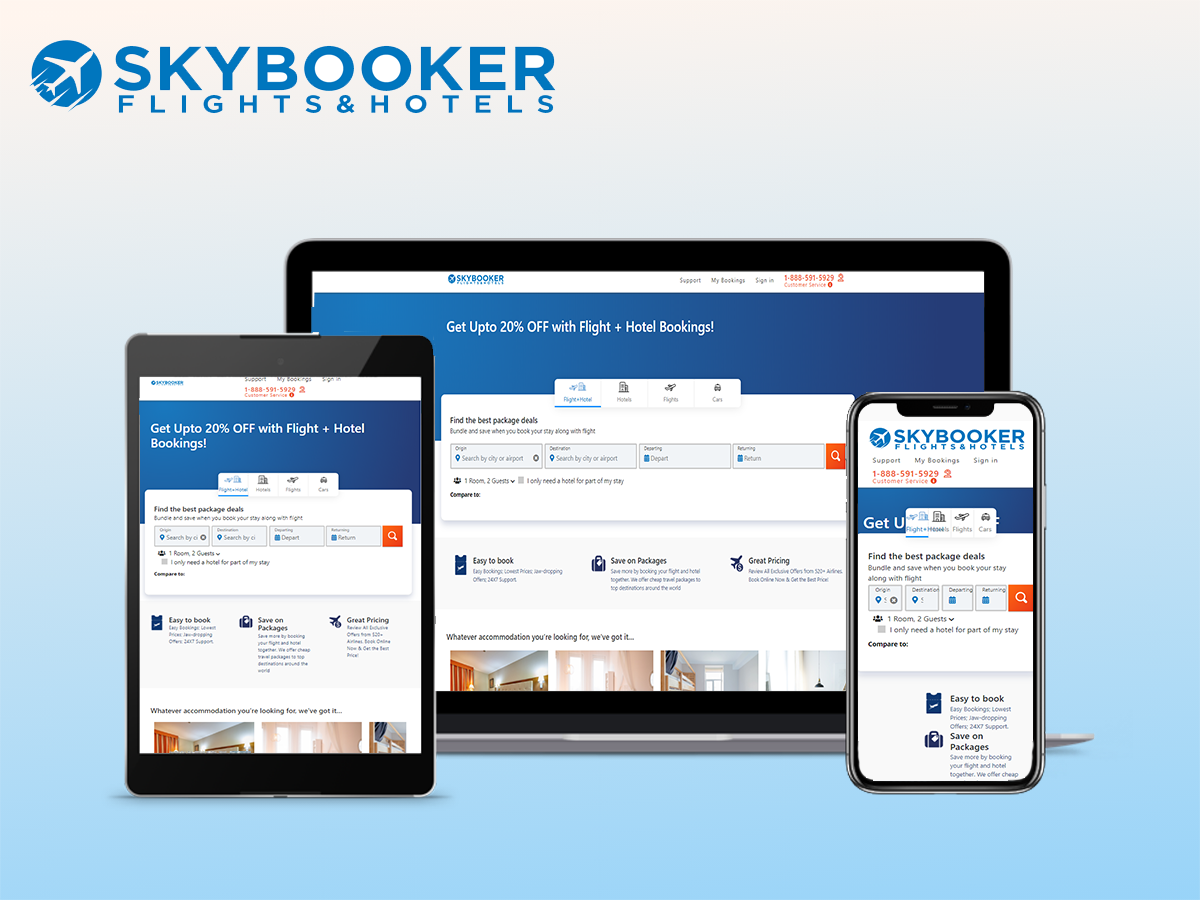 SKYBOOKER
FLIGHTS&HOTELS
SKYBOOKER
FLIGHTS&HOTELS
Support My Bookings Sign in 1-888-591-5929
Customer Service
Get Upto 20% OFF with Flight + Hotel Bookings!
Flight+Hotel Hotels Flights Cars
Find the best package deals
Bundle and save when you book your stay along with flight
Origin Destination Departing Returning
Search by city or airport Search by city or airport Depart Return
1 Room, 2 Guests I only need a hotel for part of my stay
Compare to:
Easy to book
Easy Bookings; Lowest Prices; Jaw-dropping
Offers; 24X7 Support.
Save on Packages
Save more by booking your flight and hotel
together. We offer cheap travel packages to
top destinations around the world
Great Pricing
Review All Exclusive Offers from 520+ Airlines.
Book Online Now & Get the Best Price!
Whatever accommodation you're looking for, we've got it...
SKYBOOKER
Support My Bookings Sign in
1-888-591-5929
Customer Service
Get Upto 20% OFF with Flight + Hotel
Bookings!
Flight+Hotel Hotels Flights Cars
Find the best package deals
Bundle and save when you book your stay along with flight
Origin Destination Departing Returning
Search by ci Search by ci Depart Return
1 Room, 2 Guests
I only need a hotel for part of my stay
Compare to:
Easy to book
Easy Bookings; Lowest
Prices; Jaw-dropping
Offers; 24X7 Support.
Save on
Packages
Save more by booking
your flight and hotel
together. We offer cheap
travel packages to top
destinations around the
world
Great Pricing
Review All Exclusive
Offers from 520+
Airlines. Book Online
Now & Get the Best
Price!
Whatever accommodation you're looking for, we've got it...
SKYBOOKER
FLIGHTS&HOTELS
Support My Bookings Sign in
1-888-591-5929
Customer Service
Get U
Flight+Hotels Flights Cars
Find the best package deals
Bundle and save when you book your stay
along with flight
Origin Destination Departing Returning
1 Room, 2 Guests
I only need a hotel for part of my stay
Compare to:
Easy to book
Easy Bookings; Lowest
Prices; Jaw-dropping
Offers; 24X7 Support.
Save on
Packages
Save more by booking
your flight and hotel
together. We offer cheap